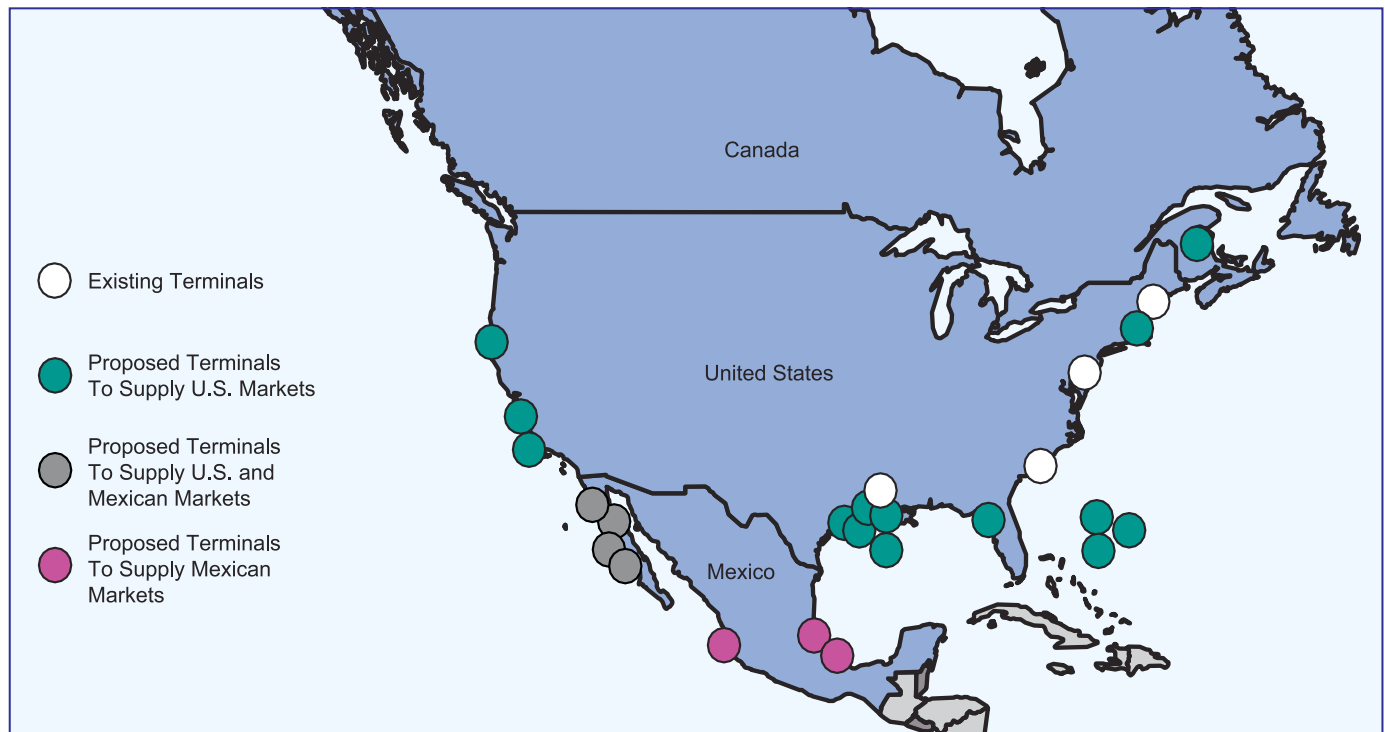 Canada
United States
Mexico
Existing Terminals
Proposed Terminals
To Supply U.S. Markets
Proposed Terminals
To Supply U.S. and
Mexican Markets
Proposed Terminals
To Supply Mexican
Markets